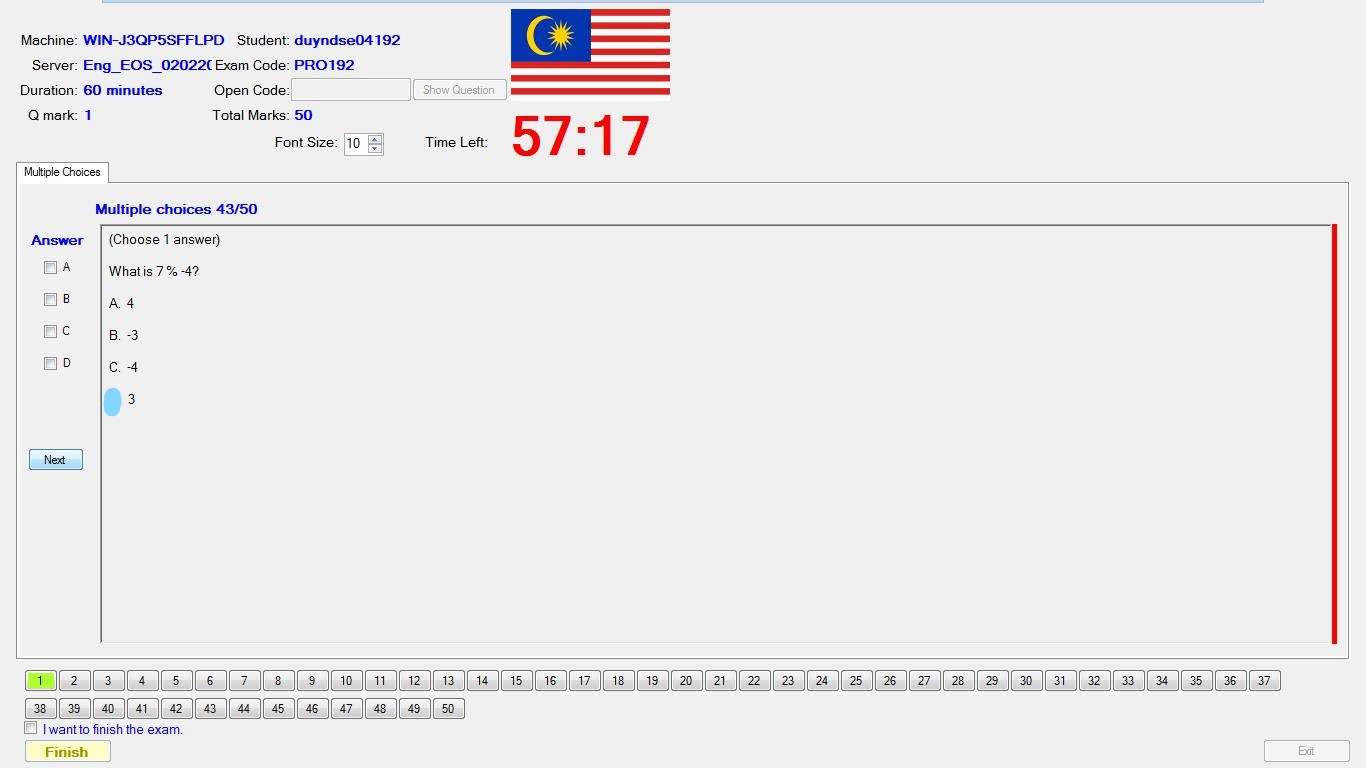 Machine: WIN-J3QP5SFFLPD Student: duyndse04192
Server: Eng_EOS_020220 Exam Code: PRO192
Duration: 60 minutes Open Code: Show Question
Q mark: 1 Total Marks: 50
Font Size: 10 Time Left: 57:17
Multiple Choices
Multiple choices 43/50
Answer
(Choose 1 answer)
A
What is 7 % -4?
B
A. 4
C
B. -3
D
C. -4
3
Next
1 2 3 4 5 6 7 8 9 10 11 12 13 14 15 16 17 18 19 20 21 22 23 24 25 26 27 28 29 30 31 32 33 34 35 36 37
38 39 40 41 42 43 44 45 46 47 48 49 50
I want to finish the exam.
Finish Exit